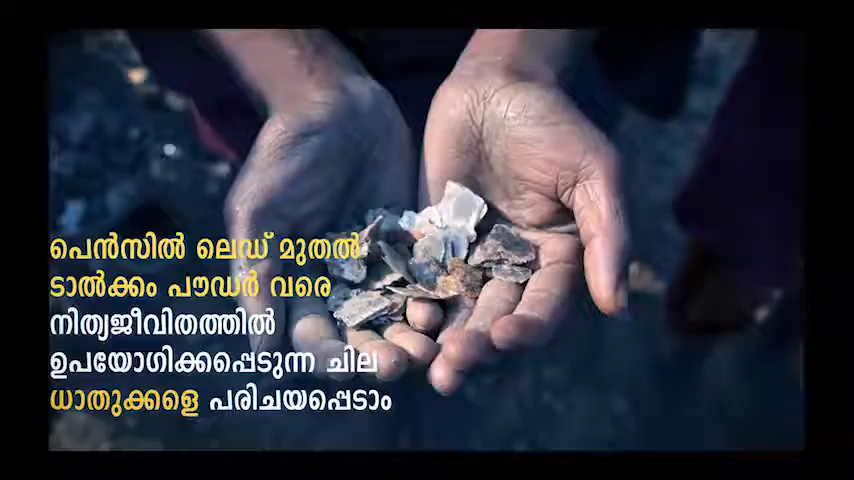 പെൻസിൽ ലെഡ് മുതൽ
ടാൽക്കം പൗഡർ വരെ
നിത്യജീവിതത്തിൽ
ഉപയോഗിക്കപ്പെടുന്ന ചില
ധാതുക്കളെ പരിചയപ്പെടാം